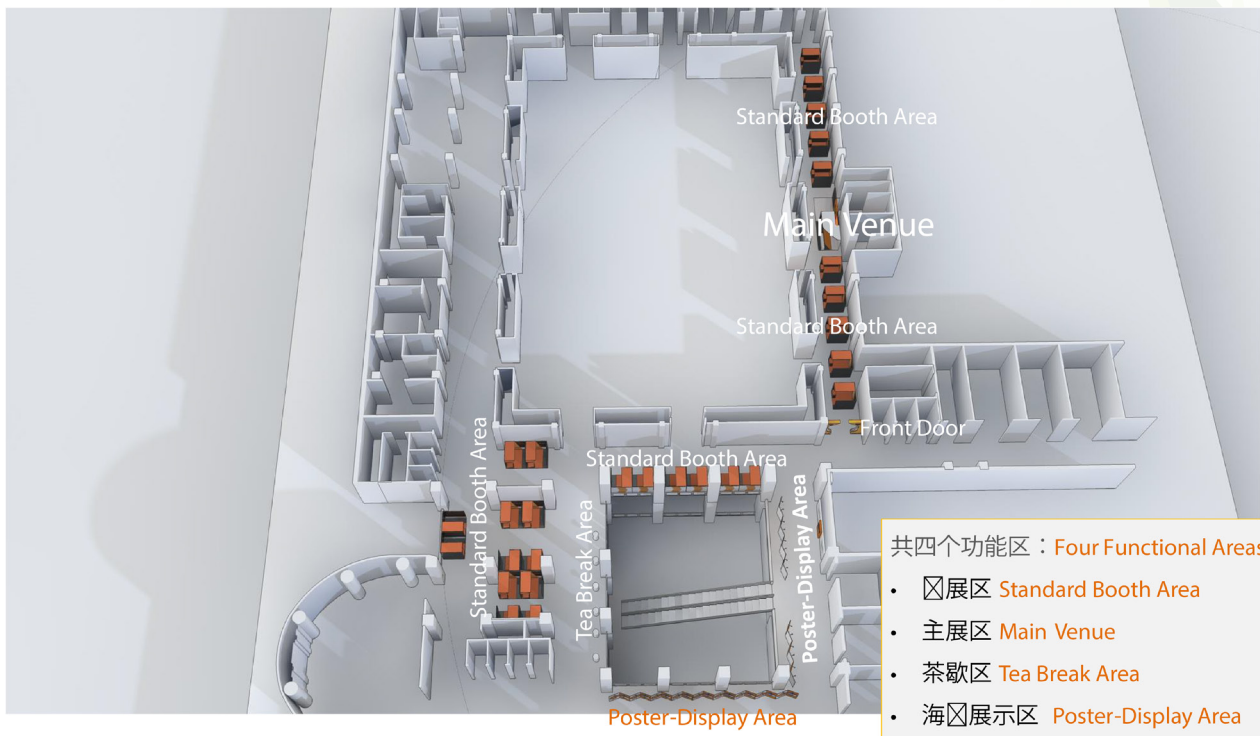 Standard Booth Area
Main Venue
Standard Booth Area
Front Door
Standard Booth Area
Standard Booth Area
Tea Break Area
Poster-Display Area
Poster-Display Area
共四个功能区：Four Functional Areas
• 展区 Standard Booth Area
• 主展区 Main Venue
• 茶歇区 Tea Break Area
• 海展示区 Poster-Display Area